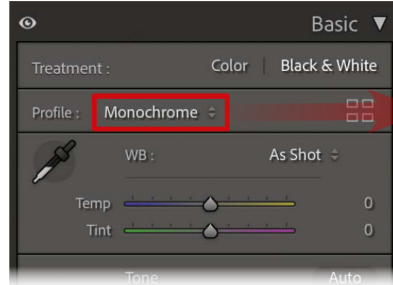 Basic
Treatment : Color | Black & White
Profile : Monochrome
WB : As Shot
Temp 0
Tint 0
Tone Auto